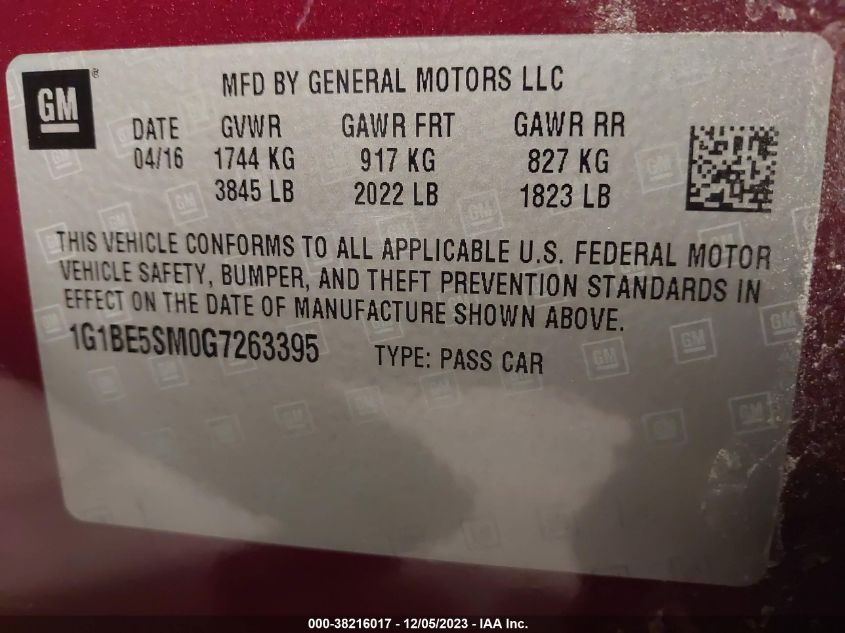 GM
®
MFD BY GENERAL MOTORS LLC
DATE GVWR GAWR FRT GAWR RR
04/16 1744 KG 917 KG 827 KG
3845 LB 2022 LB 1823 LB
THIS VEHICLE CONFORMS TO ALL APPLICABLE U.S. FEDERAL MOTOR
VEHICLE SAFETY, BUMPER, AND THEFT PREVENTION STANDARDS IN
EFFECT ON THE DATE OF MANUFACTURE SHOWN ABOVE.
1G1BE5SM0G7263395 TYPE: PASS CAR
000-38216017 - 12/05/2023 - IAA Inc.